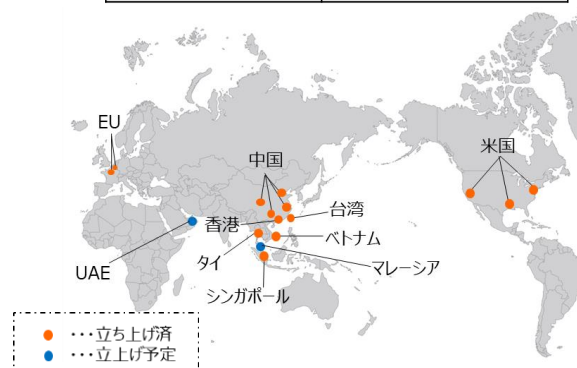 EU
中国
米国
台湾
香港
ベトナム
タイ
UAE
マレーシア
シンガポール
●・・・立ち上げ済
●・・・立上げ予定